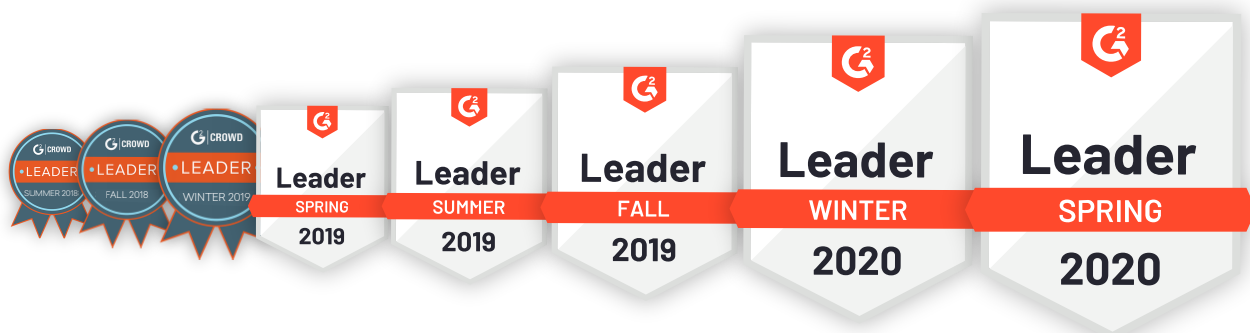 G2 | CROWD
LEADER
SUMMER 2018
G2 | CROWD
LEADER
FALL 2018
G2 | CROWD
LEADER
WINTER 2019
G2
Leader
SPRING
2019
G2
Leader
SUMMER
2019
G2
Leader
FALL
2019
G2
Leader
WINTER
2020
G2
Leader
SPRING
2020